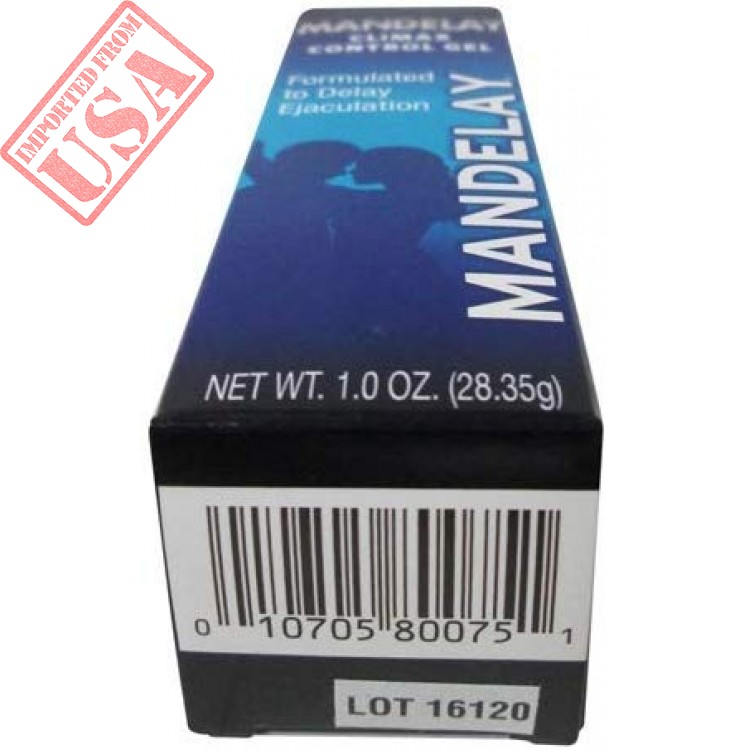 IMPORTED FROM
USA
MANDELAY
CLIMAX
CONTROL GEL
Formulated
to Delay
Ejaculation
MANDELAY
NET WT. 1.0 OZ. (28.35g)
0 10705 80075 1
LOT 16120